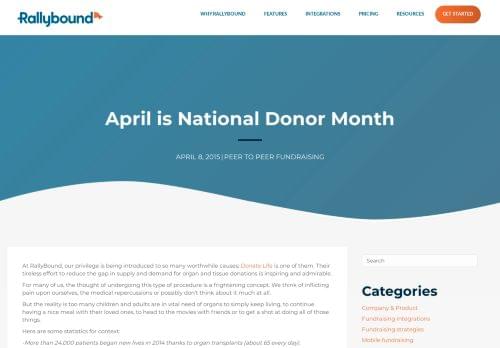 Rallybound
WHY RALLYBOUND
FEATURES
INTEGRATIONS
PRICING
RESOURCES
GET STARTED
April is National Donor Month
APRIL 8, 2015 | PEER TO PEER FUNDRAISING
At RallyBound, our privilege is being introduced to so many worthwhile causes; Donate Life is one of them. Their
tireless effort to reduce the gap in supply and demand for organ and tissue donations is inspiring and admirable.
For many of us, the thought of undergoing this type of procedure is a frightening concept. We think of inflicting
pain upon ourselves, the medical repercussions or possibly don't think about it much at all.
But the reality is too many children and adults are in vital need of organs to simply keep living, to continue
having a nice meal with their loved ones, to head to the movies with friends or to get a shot at doing all of those
things.
Here are some statistics for context:
-More than 24,000 patients began new lives in 2014 thanks to organ transplants (about 65 every day).
Search
Categories
Company & Product
Fundraising integrations
Fundraising strategies
Mobile fundraising